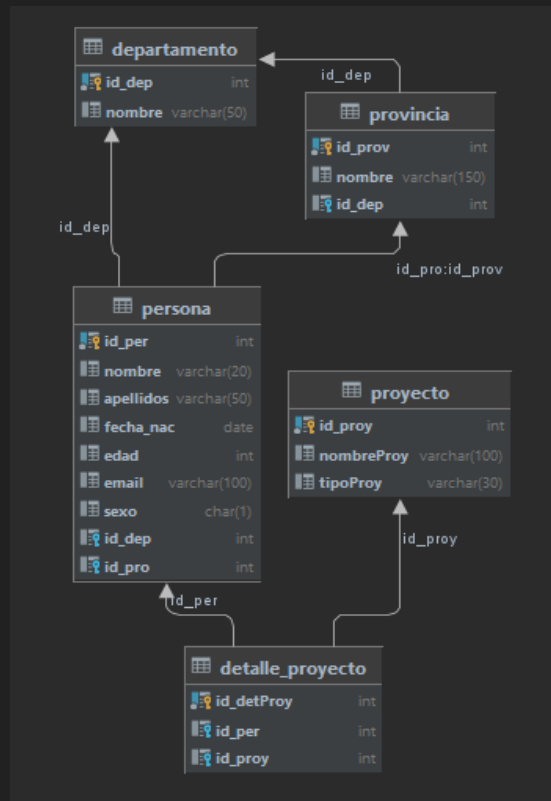 departamento
id_dep int
nombre varchar(50)
id_dep
provincia
id_prov int
nombre varchar(150)
id_dep int
id_dep
id_pro:id_prov
persona
id_per int
nombre varchar(20)
apellidos varchar(50)
fecha_nac date
edad int
email varchar(100)
sexo char(1)
id_dep int
id_pro int
proyecto
id_proy int
nombreProy varchar(100)
tipoProy varchar(30)
id_proy
id_per
detalle_proyecto
id_detProy int
id_per int
id_proy int